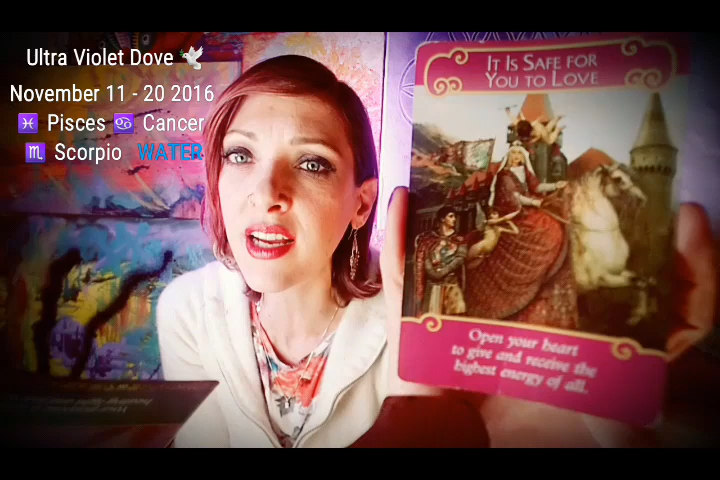 Ultra Violet Dove 🕊
November 11 - 20 2016
♓ Pisces ♋ Cancer
♏ Scorpio WATER
IT IS SAFE FOR
YOU TO LOVE
Open your heart
to give and receive the
highest energy of all.